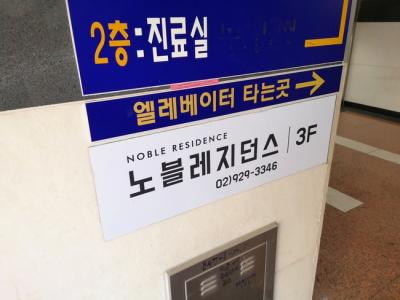 2층:진료실
엘레베이터 타는곳 →
NOBLE RESIDENCE
노블레지던스 3F
02)929-3346